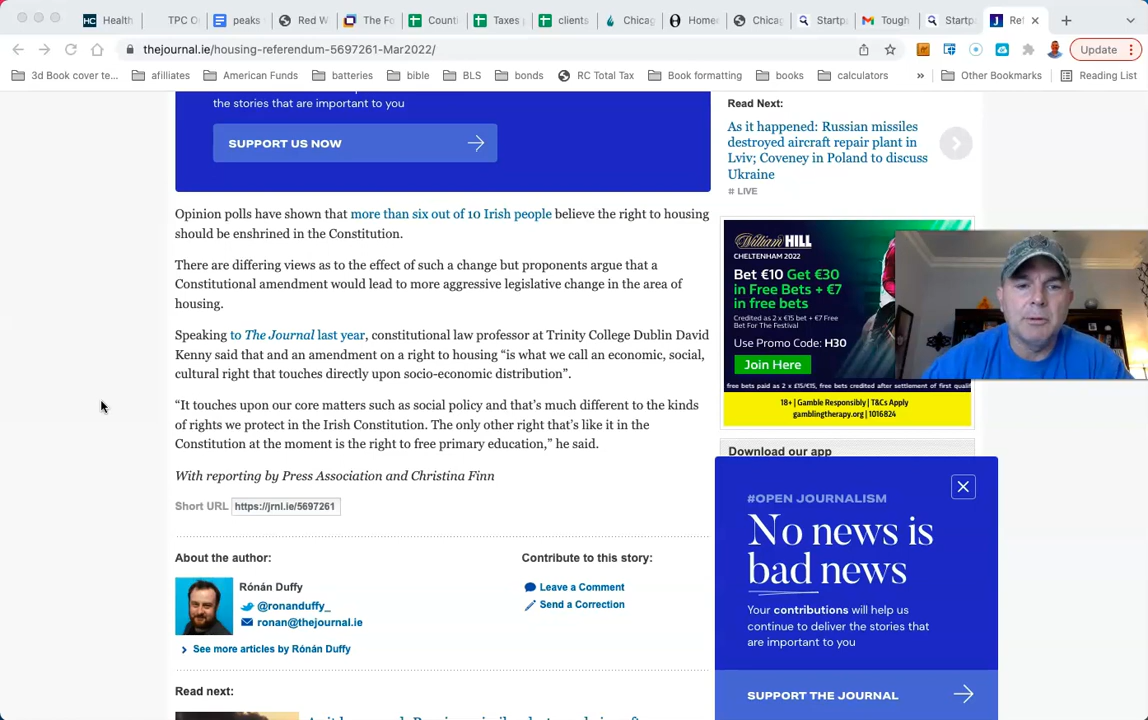 Health
TPC O
peaks
Red W
The Fo
Counti
Taxes
clients
Chicag
Home
Chicag
Startp
Tough
Startp
Ref
thejournal.ie/housing-referendum-5697261-Mar2022/
Update
3d Book cover te...
afiliates
American Funds
batteries
bible
BLS
bonds
RC Total Tax
Book formatting
books
calculators
»
Other Bookmarks
Reading List
the stories that are important to you
SUPPORT US NOW
Opinion polls have shown that more than six out of 10 Irish people believe the right to housing
should be enshrined in the Constitution.
There are differing views as to the effect of such a change but proponents argue that a
Constitutional amendment would lead to more aggressive legislative change in the area of
housing.
Speaking to The Journal last year, constitutional law professor at Trinity College Dublin David
Kenny said that and an amendment on a right to housing “is what we call an economic, social,
cultural right that touches directly upon socio-economic distribution”.
“It touches upon our core matters such as social policy and that’s much different to the kinds
of rights we protect in the Irish Constitution. The only other right that’s like it in the
Constitution at the moment is the right to free primary education,” he said.
With reporting by Press Association and Christina Finn
Short URL https://jrnl.ie/5697261
About the author:
Rónán Duffy
@ronanduffy_
ronan@thejournal.ie
See more articles by Rónán Duffy
Contribute to this story:
Leave a Comment
Send a Correction
Read next:
Read Next:
As it happened: Russian missiles
destroyed aircraft repair plant in
Lviv; Coveney in Poland to discuss
Ukraine
# LIVE
William HILL
CHELTENHAM 2022
Bet €10 Get €30
in Free Bets + €7
in free bets
Credited as 2 x €15 bet + €7 Free
Bet For The Festival
Use Promo Code: H30
Join Here
free bets paid as 2 x £15/€15, free bets credited after settlement of first qualif
18+ | Gamble Responsibly | T&Cs Apply
gamblingtherapy.org | 1016824
Download our app
#OPEN JOURNALISM
No news is
bad news
Your contributions will help us
continue to deliver the stories that
are important to you
SUPPORT THE JOURNAL